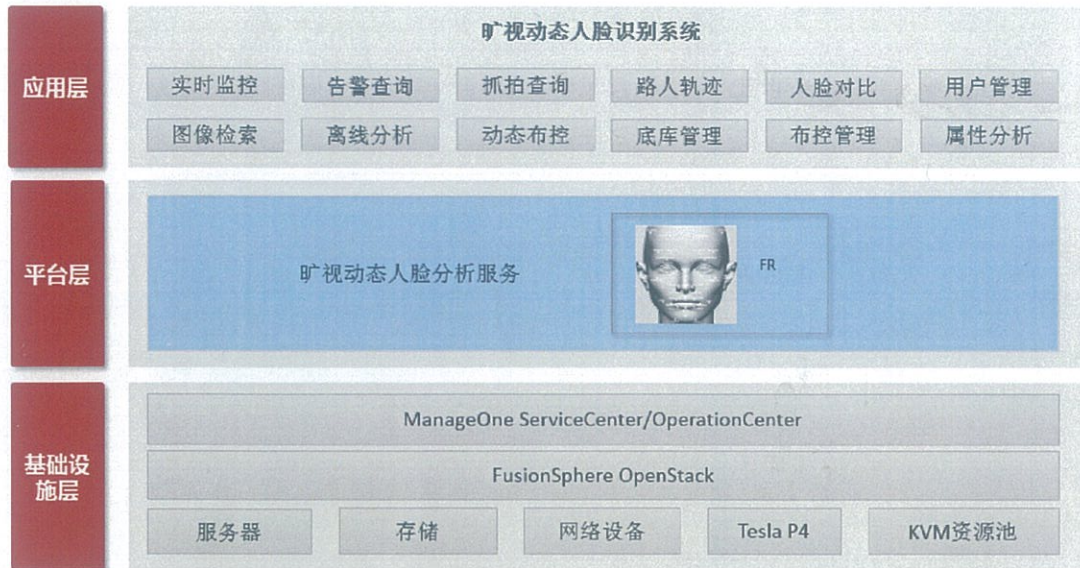 旷视动态人脸识别系统
应用层
实时监控 告警查询 抓拍查询 路人轨迹 人脸对比 用户管理
图像检索 离线分析 动态布控 底库管理 布控管理 属性分析
平台层
旷视动态人脸分析服务
FR
基础设
施层
ManageOne ServiceCenter/OperationCenter
FusionSphere OpenStack
服务器 存储 网络设备 Tesla P4 KVM资源池